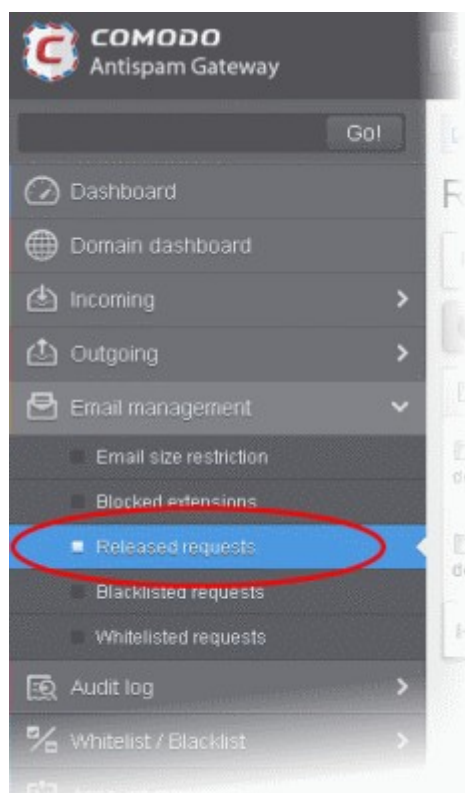 COMODO
Antispam Gateway
Go!
Dashboard
Domain dashboard
Incoming
Outgoing
Email management
Email size restriction
Blocked extensions
Released requests
Blacklisted requests
Whitelisted requests
Audit log
Whitelist / Blacklist